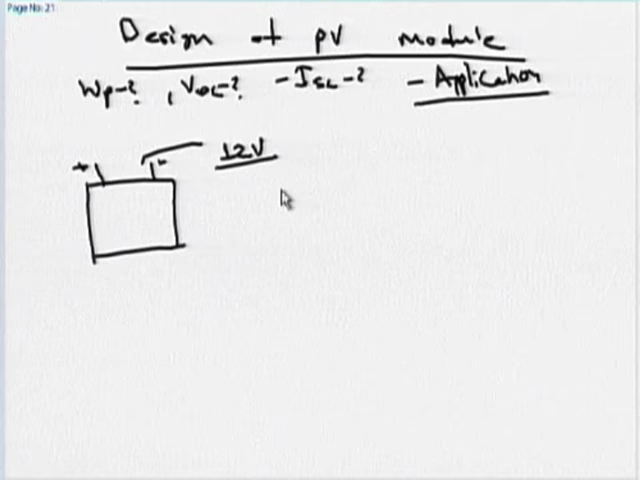 Page No: 21
Design of PV module
Wp-?, Voc-? - Isc-? - Application
+ - 12V